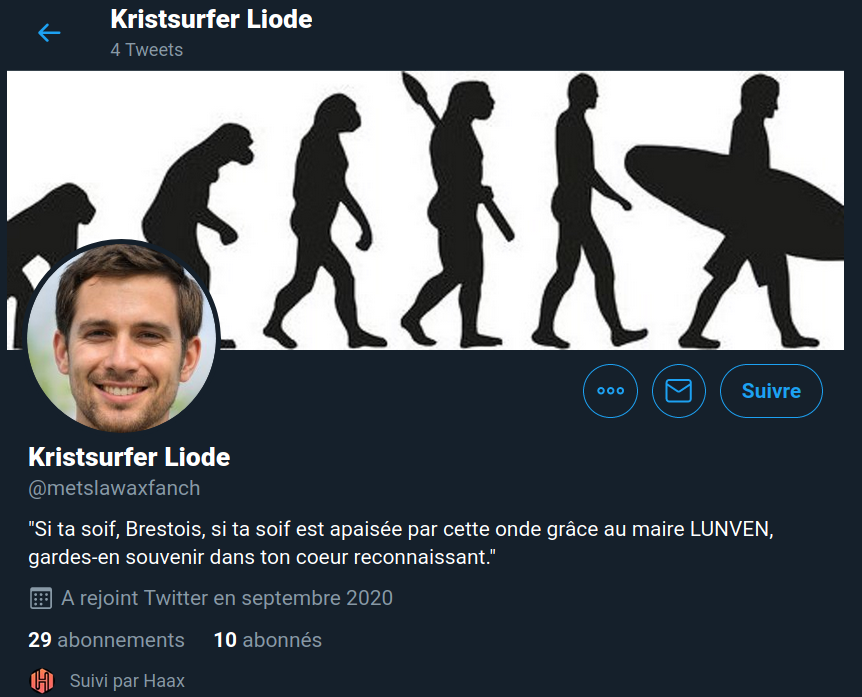 Kristsurfer Liode
4 Tweets
Suivre
Kristsurfer Liode
@metslawaxfanch
"Si ta soif, Brestois, si ta soif est apaisée par cette onde grâce au maire LUNVEN,
gardes-en souvenir dans ton coeur reconnaissant."
A rejoint Twitter en septembre 2020
29 abonnements 10 abonnés
Suivi par Haax